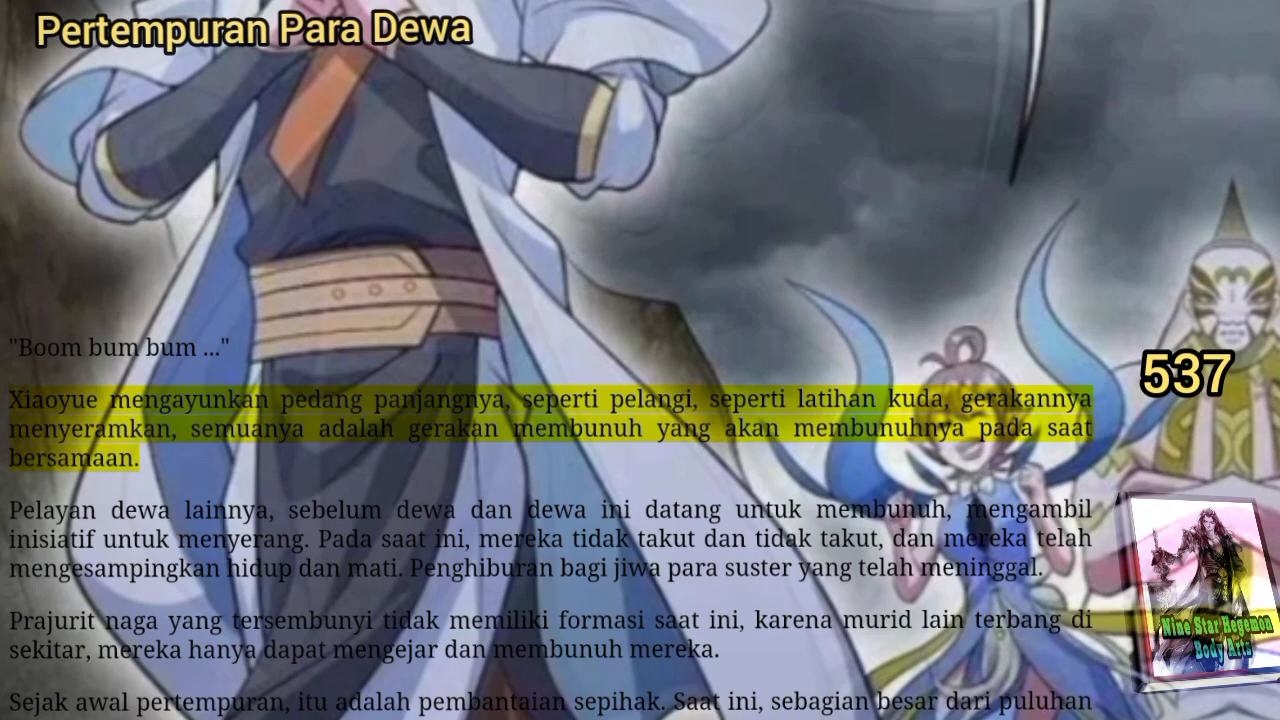 Pertempuran Para Dewa
"Boom bum bum ..."
Xiaoyue mengayunkan pedang panjangnya, seperti pelangi, seperti latihan kuda, gerakannya
menyeramkan, semuanya adalah gerakan membunuh yang akan membunuhnya pada saat
bersamaan.
537
Pelayan dewa lainnya, sebelum dewa dan dewa ini datang untuk membunuh, mengambil
inisiatif untuk menyerang. Pada saat ini, mereka tidak takut dan tidak takut, dan mereka telah
mengesampingkan hidup dan mati. Penghiburan bagi jiwa para suster yang telah meninggal.
Prajurit naga yang tersembunyi tidak memiliki formasi saat ini, karena murid lain terbang di
sekitar, mereka hanya dapat mengejar dan membunuh mereka.
Sejak awal pertempuran, itu adalah pembantaian sepihak. Saat ini, sebagian besar dari puluhan
Nine Star Hegemon
Body Arts